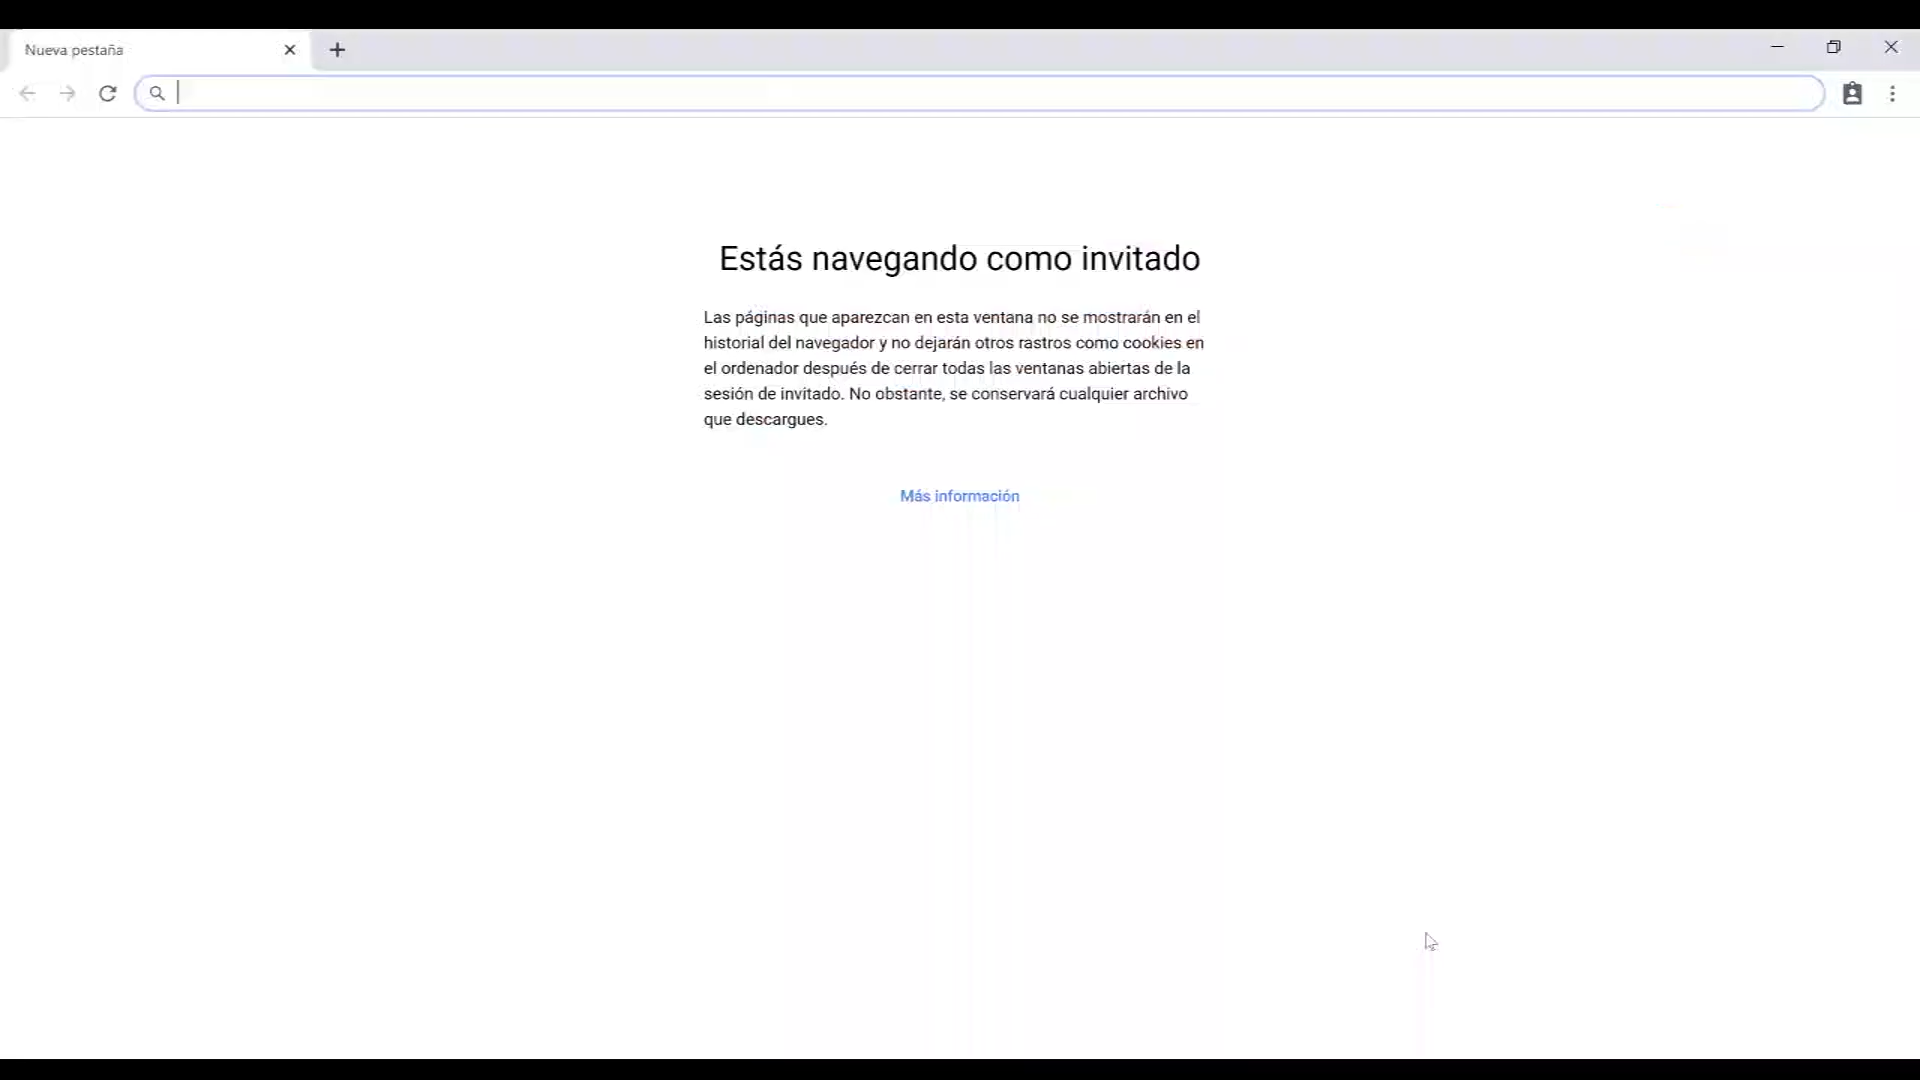 Nueva pestaña
Estás navegando como invitado
Las páginas que aparezcan en esta ventana no se mostrarán en el
historial del navegador y no dejarán otros rastros como cookies en
el ordenador después de cerrar todas las ventanas abiertas de la
sesión de invitado. No obstante, se conservará cualquier archivo
que descargues.
Más información